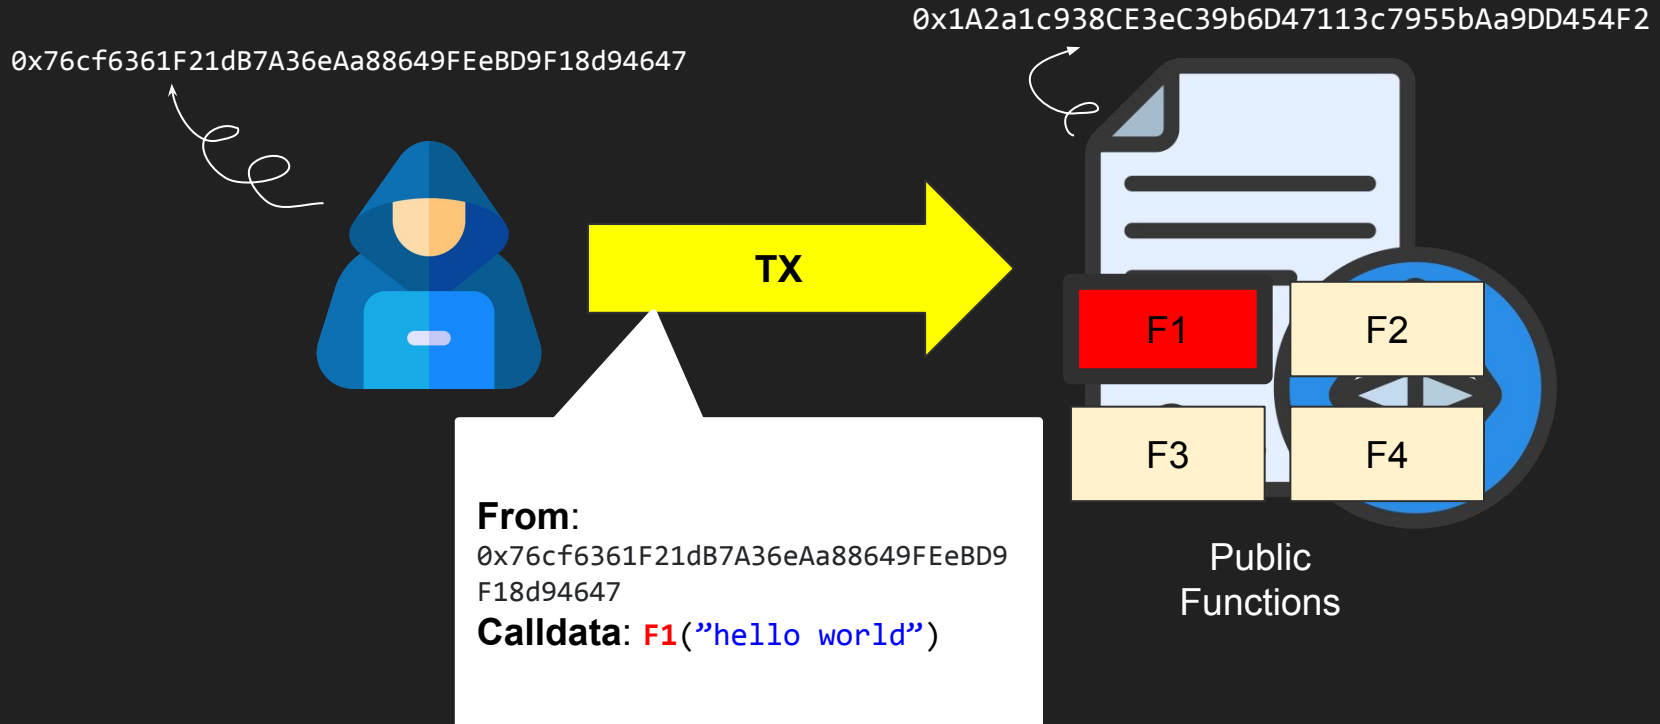 0x1A2a1c938CE3eC39b6D47113c7955bAa9DD454F2
0x76cf6361F21dB7A36eAa88649FEeBD9F18d94647
TX
F1
F2
F3
F4
From:
0x76cf6361F21dB7A36eAa88649FEeBD9
F18d94647
Calldata: F1(”hello world”)
Public
Functions